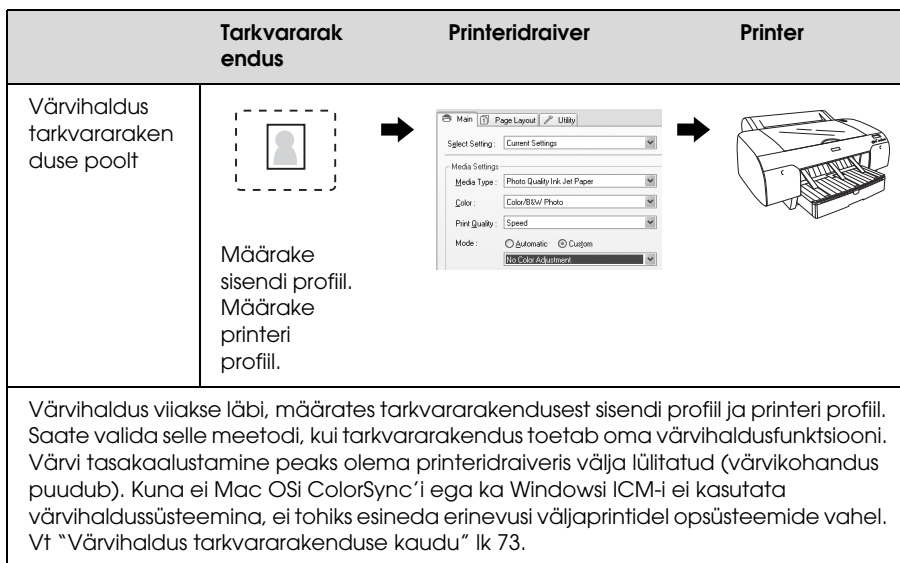 Tarkvararak Printeridraiver Printer
endus
Värvihaldus
tarkvararaken
duse poolt
Main Page Layout Utility
Select Setting : Current Settings
Media Settings
Media Type : Photo Quality Ink Jet Paper
Color : Color/B&W Photo
Print Quality : Speed
Mode : Automatic Custom
No Color Adjustment
Määrake
sisendi profiil.
Määrake
printeri
profiil.
Värvihaldus viiakse läbi, määrates tarkvararakendusest sisendi profiil ja printeri profiil.
Saate valida selle meetodi, kui tarkvararakendus toetab oma värvihaldusfunktsiooni.
Värvi tasakaalustamine peaks olema printeridraiveris välja lülitatud (värvikohandus
puudub). Kuna ei Mac OSi ColorSync'i ega ka Windowsi ICM-i ei kasutata
värvihaldussüsteemina, ei tohiks esineda erinevusi väljaprintidel opsüsteemide vahel.
Vt "Värvihaldus tarkvararakenduse kaudu" lk 73.